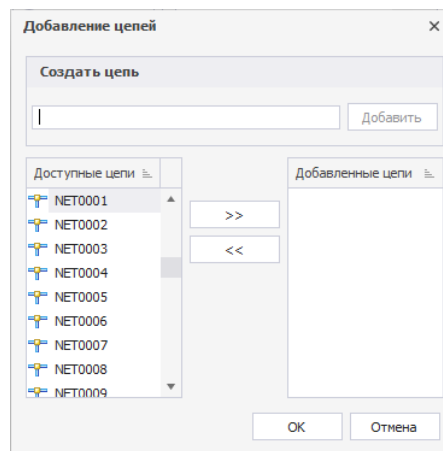 Добавление цепей
Создать цепь
Добавить
Доступные цепи
Добавленные цепи
NET0001
NET0002
NET0003
NET0004
NET0005
NET0006
NET0007
NET0008
NET0009
>>
<<
OK
Отмена